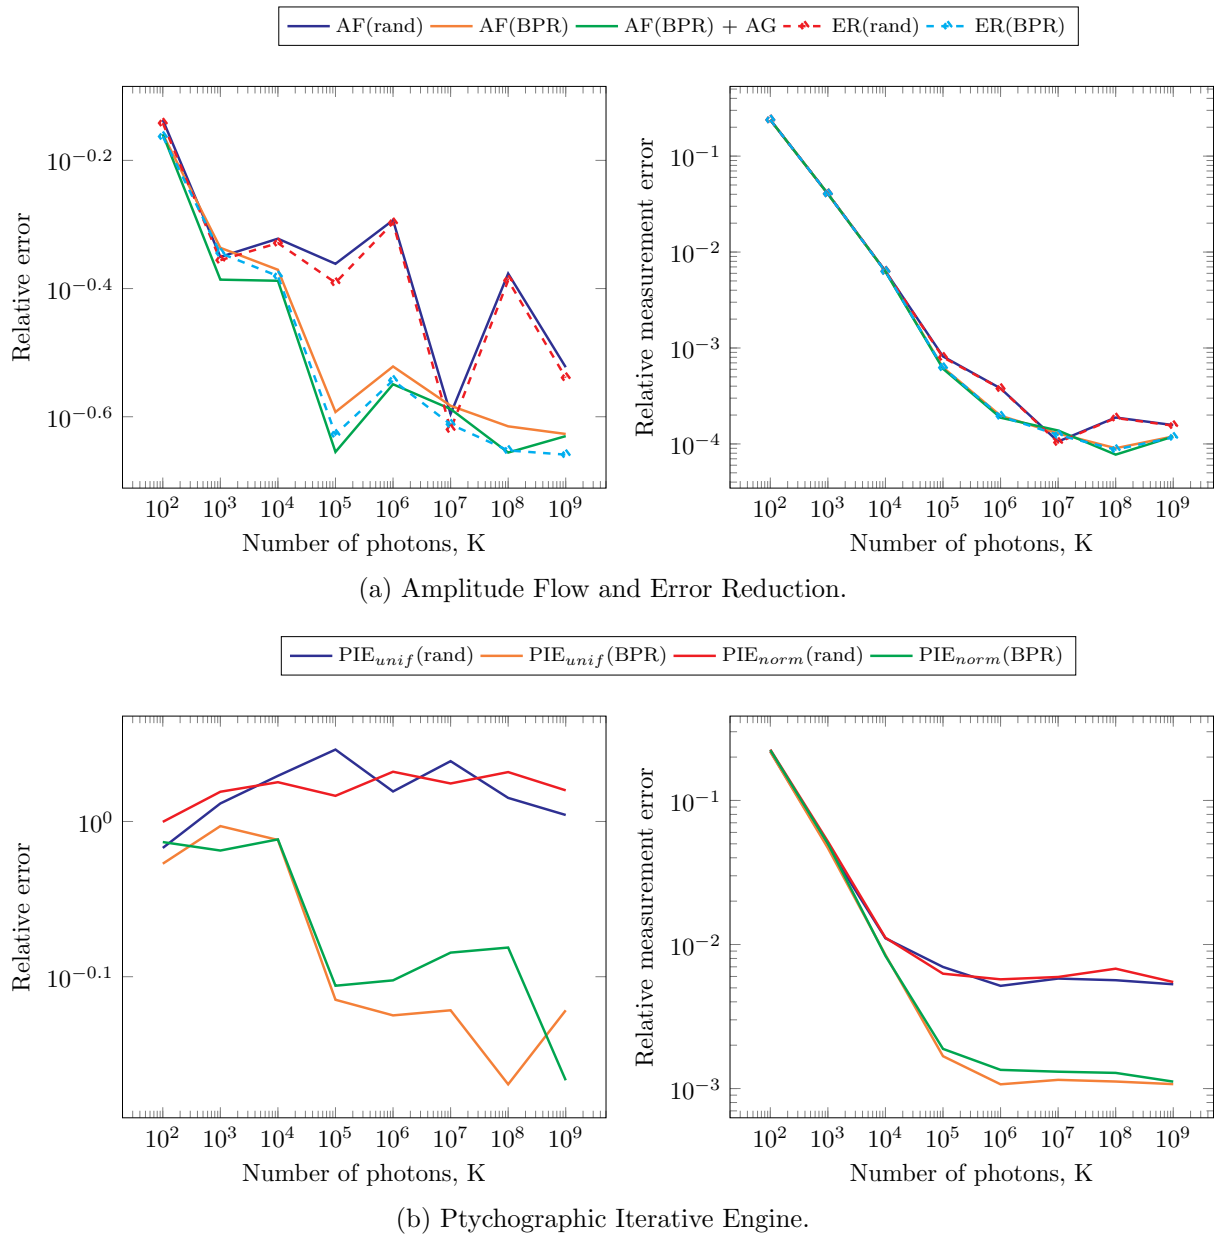 AF(rand) AF(BPR) AF(BPR) + AG ER(rand) ER(BPR)
Relative error
10^−0.2
10^−0.4
10^−0.6
10^2 10^3 10^4 10^5 10^6 10^7 10^8 10^9
Number of photons, K
Relative measurement error
10^−1
10^−2
10^−3
10^−4
10^2 10^3 10^4 10^5 10^6 10^7 10^8 10^9
Number of photons, K
(a) Amplitude Flow and Error Reduction.
PIE_unif(rand) PIE_unif(BPR) PIE_norm(rand) PIE_norm(BPR)
Relative error
10^0
10^−0.1
10^2 10^3 10^4 10^5 10^6 10^7 10^8 10^9
Number of photons, K
Relative measurement error
10^−1
10^−2
10^−3
10^2 10^3 10^4 10^5 10^6 10^7 10^8 10^9
Number of photons, K
(b) Ptychographic Iterative Engine.